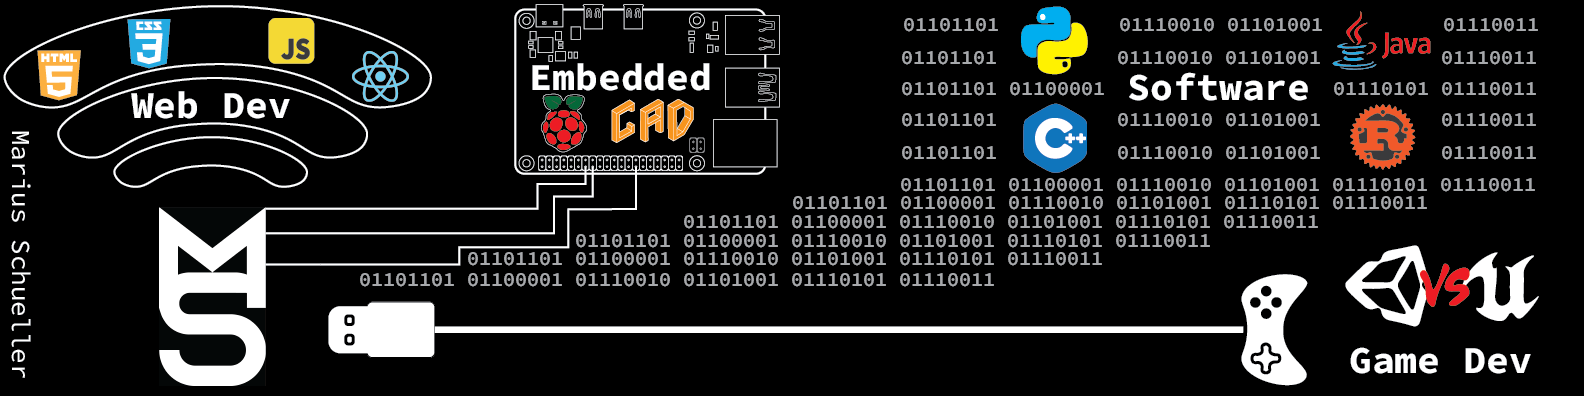 HTML
5
CSS
3
JS
Web Dev
Marius Schueller
MS
Embedded
CAD
01101101 01110010 01101001 Java 01110011
01101101 01110010 01101001 01110011
01101101 01100001 Software 01110101 01110011
01101101 C++ 01110010 01101001 R 01110011
01101101 01110010 01101001 01110011
01101101 01100001 01110010 01101001 01110101 01110011
01101101 01100001 01110010 01101001 01110101 01110011
01101101 01100001 01110010 01101001 01110101 01110011
01101101 01100001 01110010 01101001 01110101 01110011
01101101 01100001 01110010 01101001 01110101 01110011
01101101 01100001 01110010 01101001 01110101 01110011
VS U
Game Dev